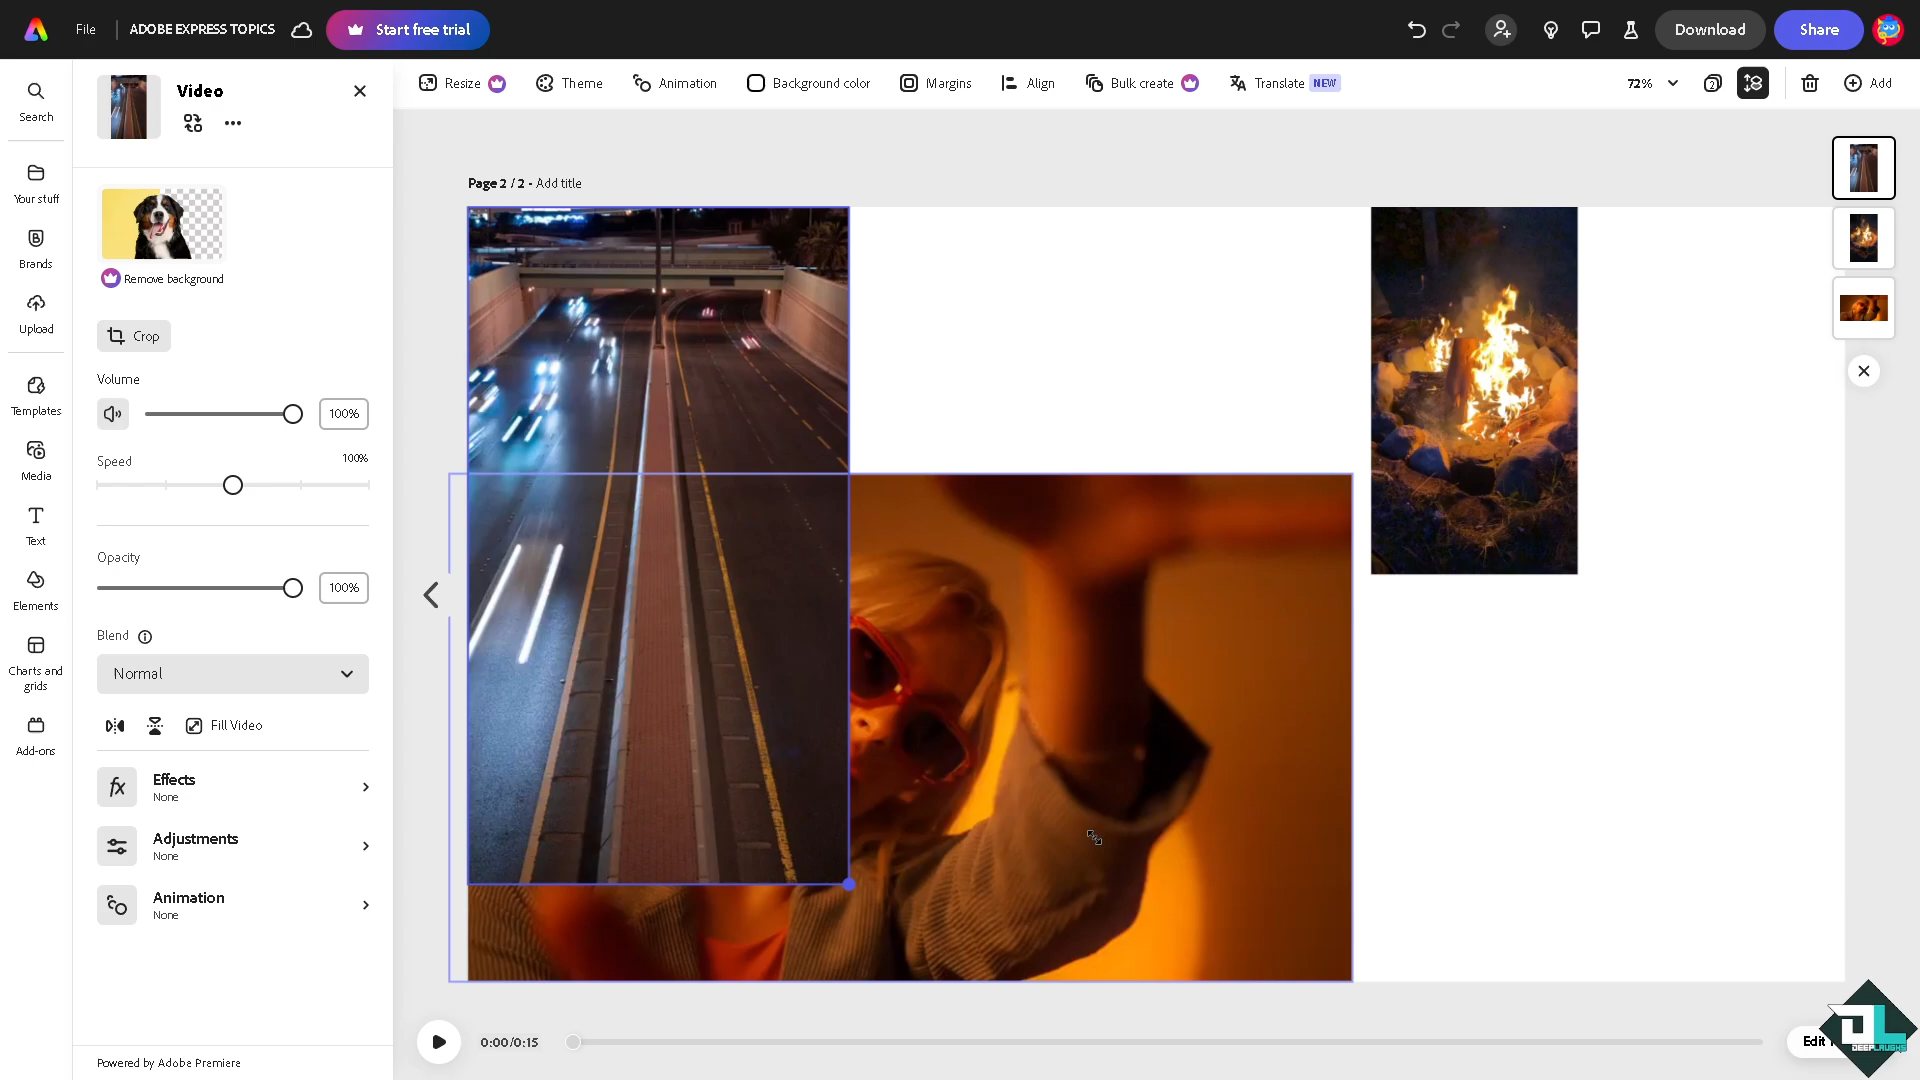 File
ADOBE EXPRESS TOPICS
Start free trial
Download
Share
Search
Your stuff
Brands
Upload
Templates
Media
Text
Elements
Charts and grids
Add-ons
Video
Remove background
Crop
Volume
100%
Speed
100%
Opacity
100%
Blend
Normal
Fill Video
Effects
None
Adjustments
None
Animation
None
Powered by Adobe Premiere
Resize
Theme
Animation
Background color
Margins
Align
Bulk create
Translate NEW
72%
2
Add
Page 2 / 2 - Add title
0:00/0:15
Edit
DEEPLAUGHS